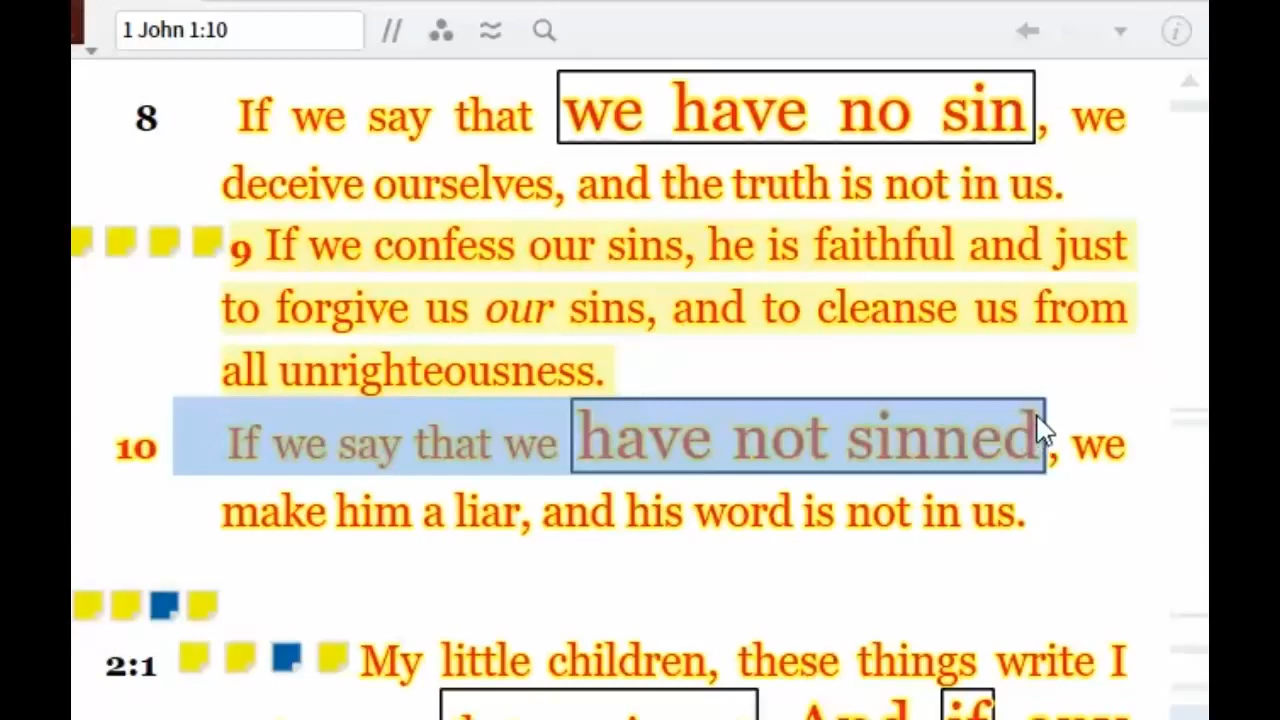 1 John 1:10
8 If we say that we have no sin, we
deceive ourselves, and the truth is not in us.
9 If we confess our sins, he is faithful and just
to forgive us our sins, and to cleanse us from
all unrighteousness.
10 If we say that we have not sinned, we
make him a liar, and his word is not in us.
2:1 My little children, these things write I
And if any